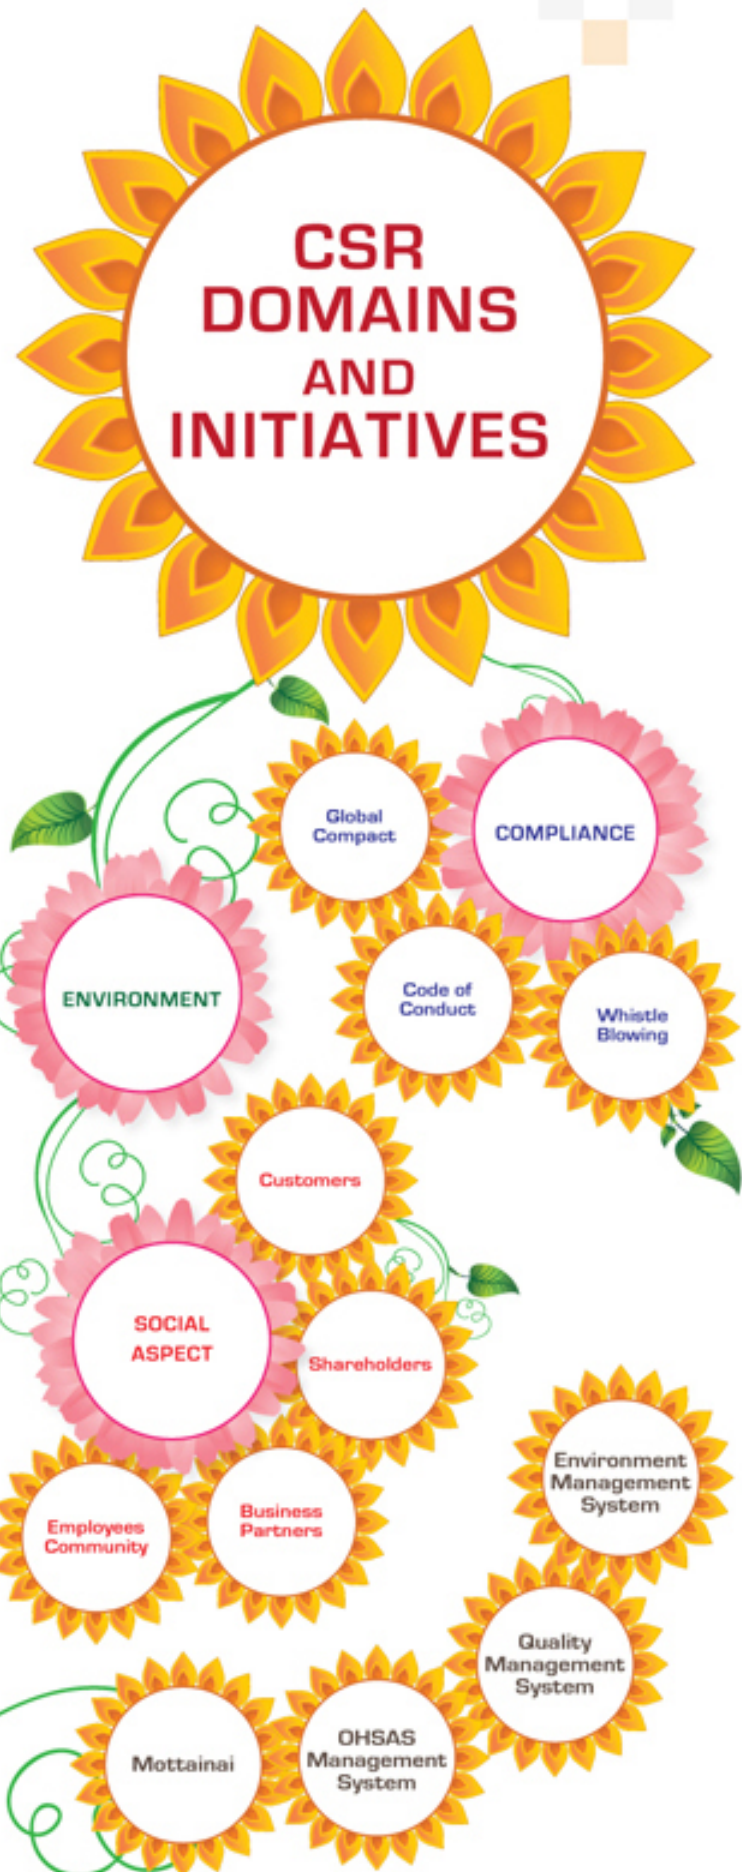 CSR
DOMAINS
AND
INITIATIVES
Global
Compact
COMPLIANCE
ENVIRONMENT
Code of
Conduct
Whistle
Blowing
Customers
SOCIAL
ASPECT
Shareholders
Employees
Community
Business
Partners
Environment
Management
System
Quality
Management
System
Mottainai
OHSAS
Management
System